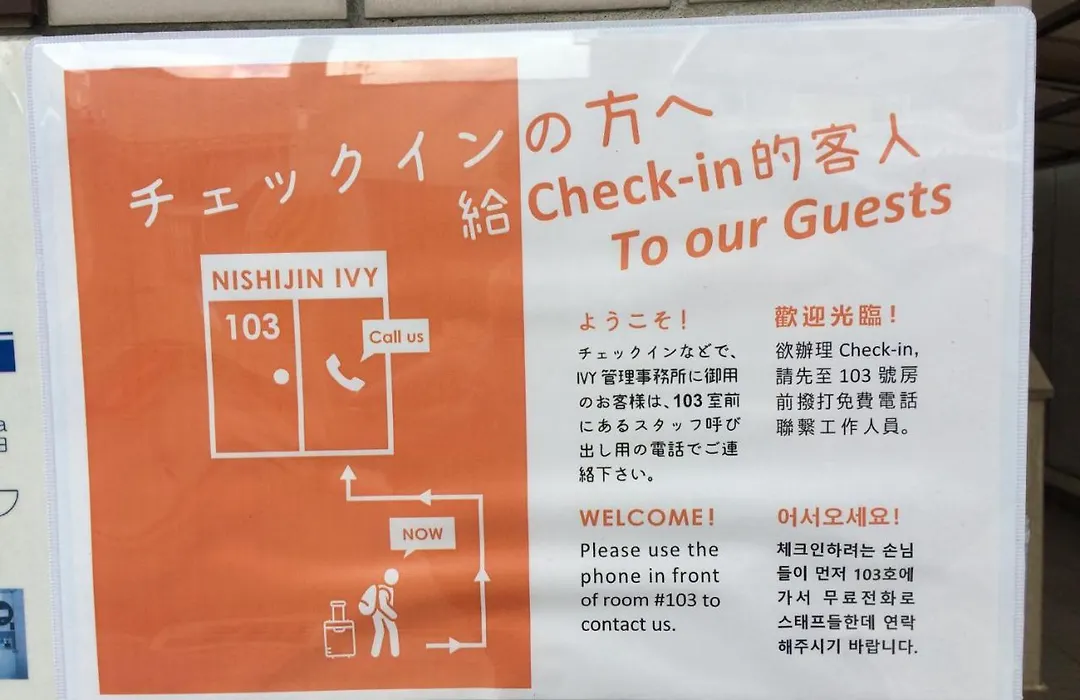 チェックインの方へ
給Check-in的客人
To our Guests
NISHIJIN IVY
103
Call us
NOW
ようこそ!
チェックインなどで、
IVY 管理事務所に御用
のお客様は、103 室前
にあるスタッフ呼び
出し用の電話でご連
絡下さい。
歡迎光臨!
欲辦理 Check-in,
請先至 103 號房
前撥打免費電話
聯繫工作人員。
WELCOME!
Please use the
phone in front
of room #103 to
contact us.
어서오세요!
체크인하려는 손님
들이 먼저 103호에
가서 무료전화로
스태프들한데 연락
해주시기 바랍니다.